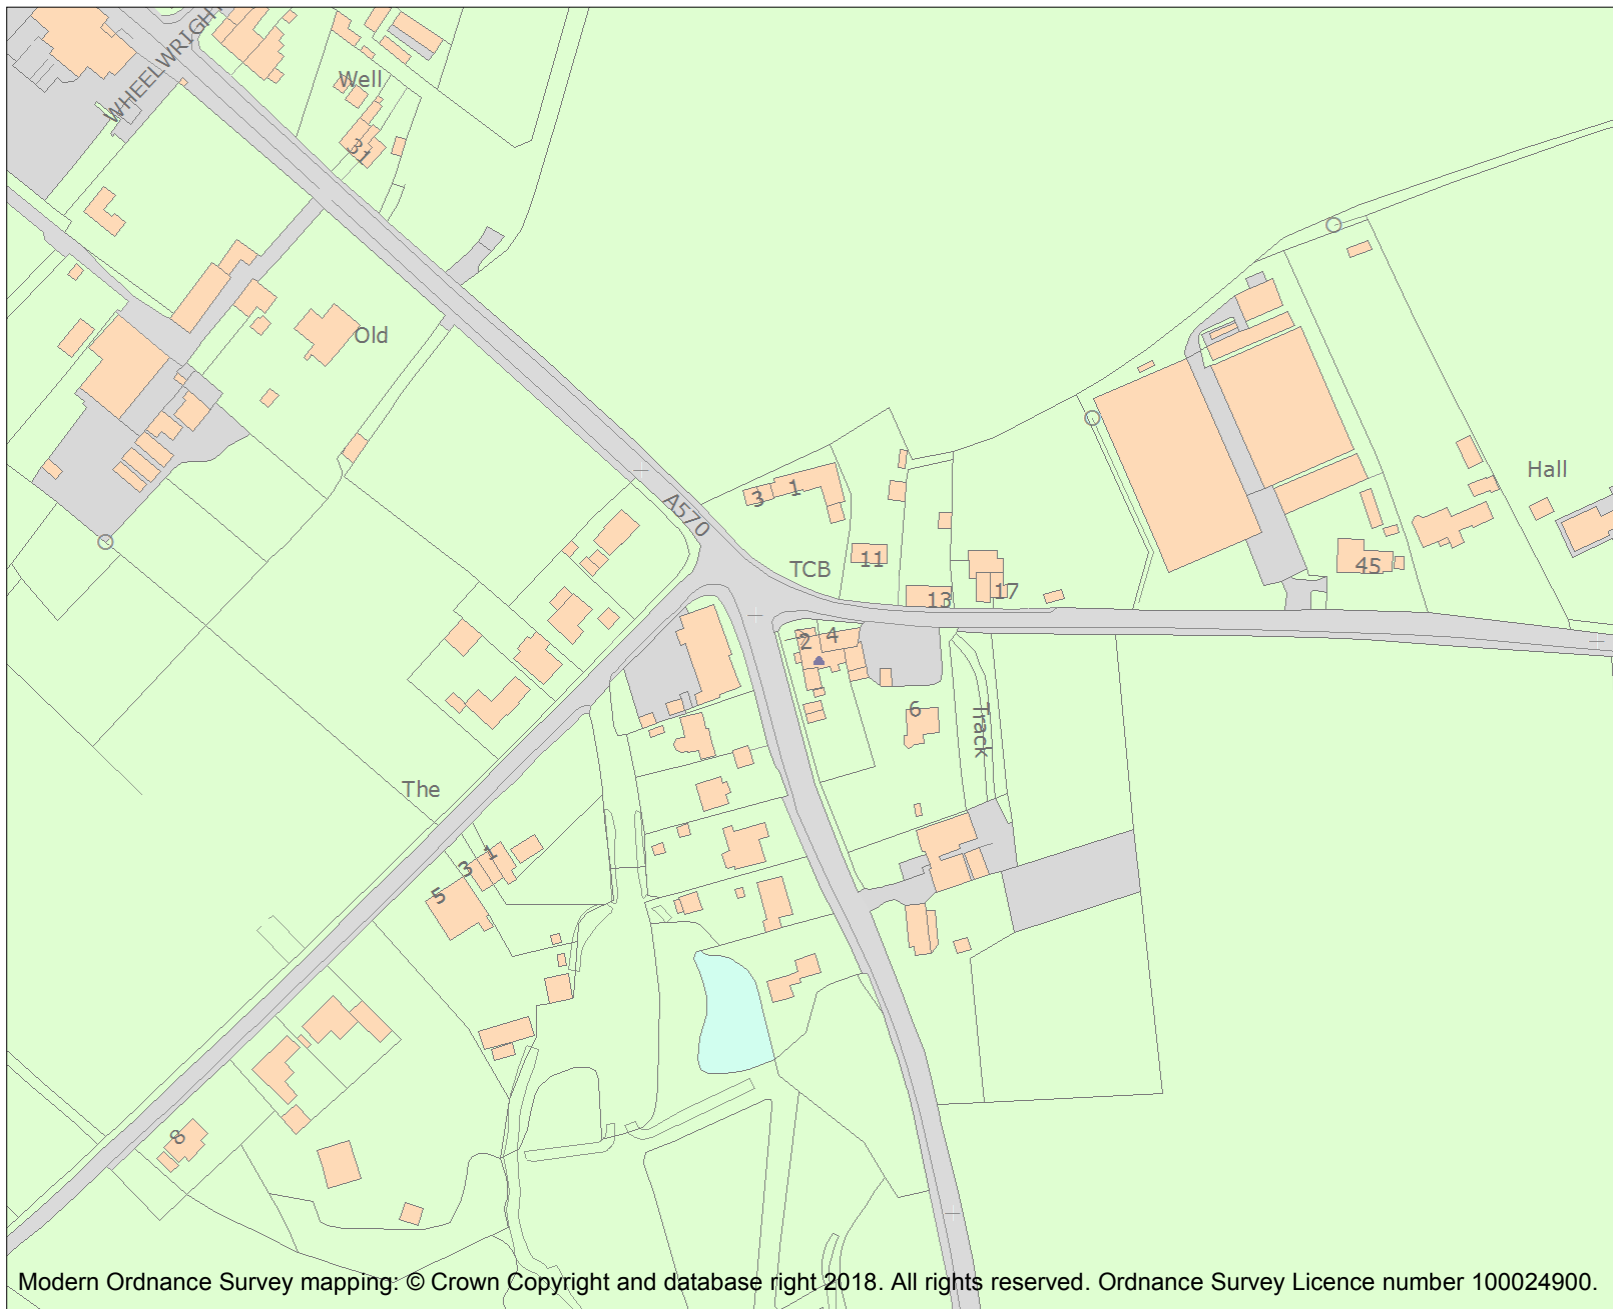 WHEELWRIGHT
Well
31
Old
A570
3
1
TCB
11
13
17
45
Hall
2
4
6
Track
The
1
3
5
8
Modern Ordnance Survey mapping: © Crown Copyright and database right 2018. All rights reserved. Ordnance Survey Licence number 100024900.